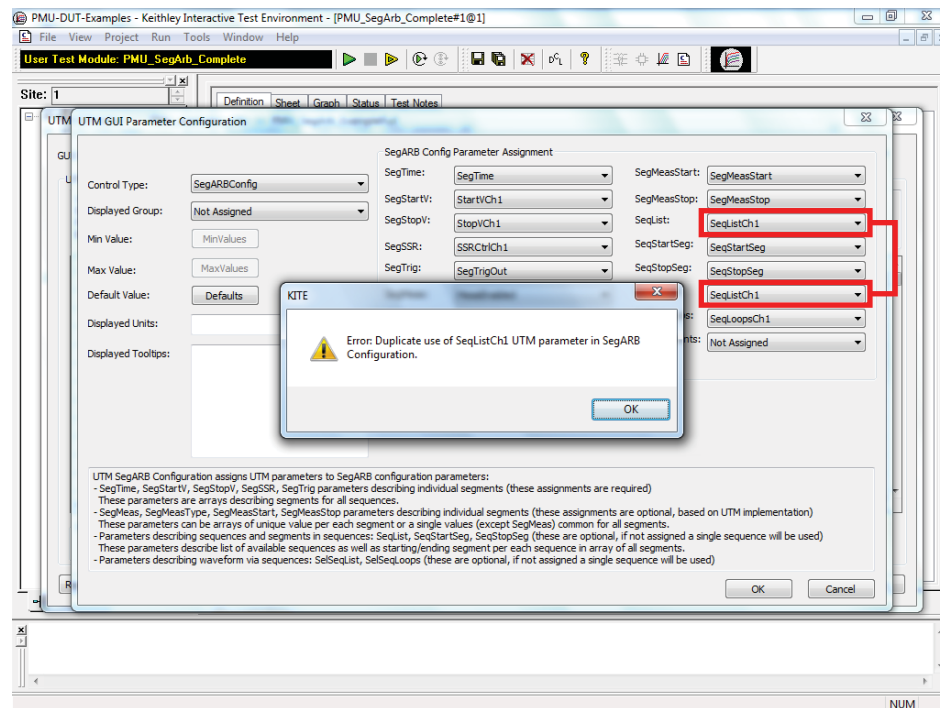 PMU-DUT-Examples - Keithley Interactive Test Environment - [PMU_SegArb_Complete#1@1]
File View Project Run Tools Window Help
User Test Module: PMU_SegArb_Complete
Site: 1
Definition Sheet Graph Status Test Notes
UTM
UTM GUI Parameter Configuration
GU
U
SegARB Config Parameter Assignment
Control Type: SegARBConfig
Displayed Group: Not Assigned
Min Value: MinValues
Max Value: MaxValues
Default Value: Defaults
Displayed Units:
Displayed Tooltips:
SegTime: SegTime
SegStartV: StartVCh1
SegStopV: StopVCh1
SegSSR: SSRCtrlCh1
SegTrig: SegTrigOut
SegMeasStart: SegMeasStart
SegMeasStop: SegMeasStop
SeqList: SeqListCh1
SeqStartSeg: SeqStartSeg
SeqStopSeg: SeqStopSeg
SeqListCh1
s: SeqLoopsCh1
nts: Not Assigned
KITE
Error: Duplicate use of SeqListCh1 UTM parameter in SegARB
Configuration.
OK
UTM SegARB Configuration assigns UTM parameters to SegARB configuration parameters:
- SegTime, SegStartV, SegStopV, SegSSR, SegTrig parameters describing individual segments (these assignments are required)
These parameters are arrays describing segments for all sequences.
- SegMeas, SegMeasType, SegMeasStart, SegMeasStop parameters describing individual segments (these assignments are optional, based on UTM implementation)
These parameters can be arrays of unique value per each segment or a single values (except SegMeas) common for all segments.
- Parameters describing sequences and segments in sequences: SeqList, SeqStartSeg, SeqStopSeg (these are optional, if not assigned a single sequence will be used)
These parameters describe list of available sequences as well as starting/ending segment per each sequence in array of all segments.
- Parameters describing waveform via sequences: SelSeqList, SelSeqLoops (these are optional, if not assigned a single sequence will be used)
R
OK Cancel
NUM